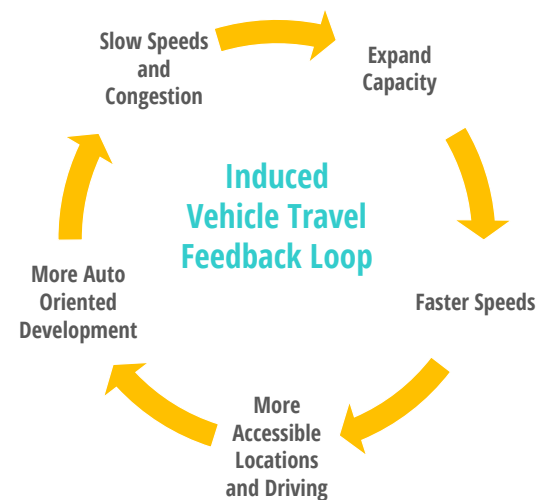 Slow Speeds
and
Congestion
Expand
Capacity
Induced
Vehicle Travel
Feedback Loop
More Auto
Oriented
Development
Faster Speeds
More
Accessible
Locations
and Driving